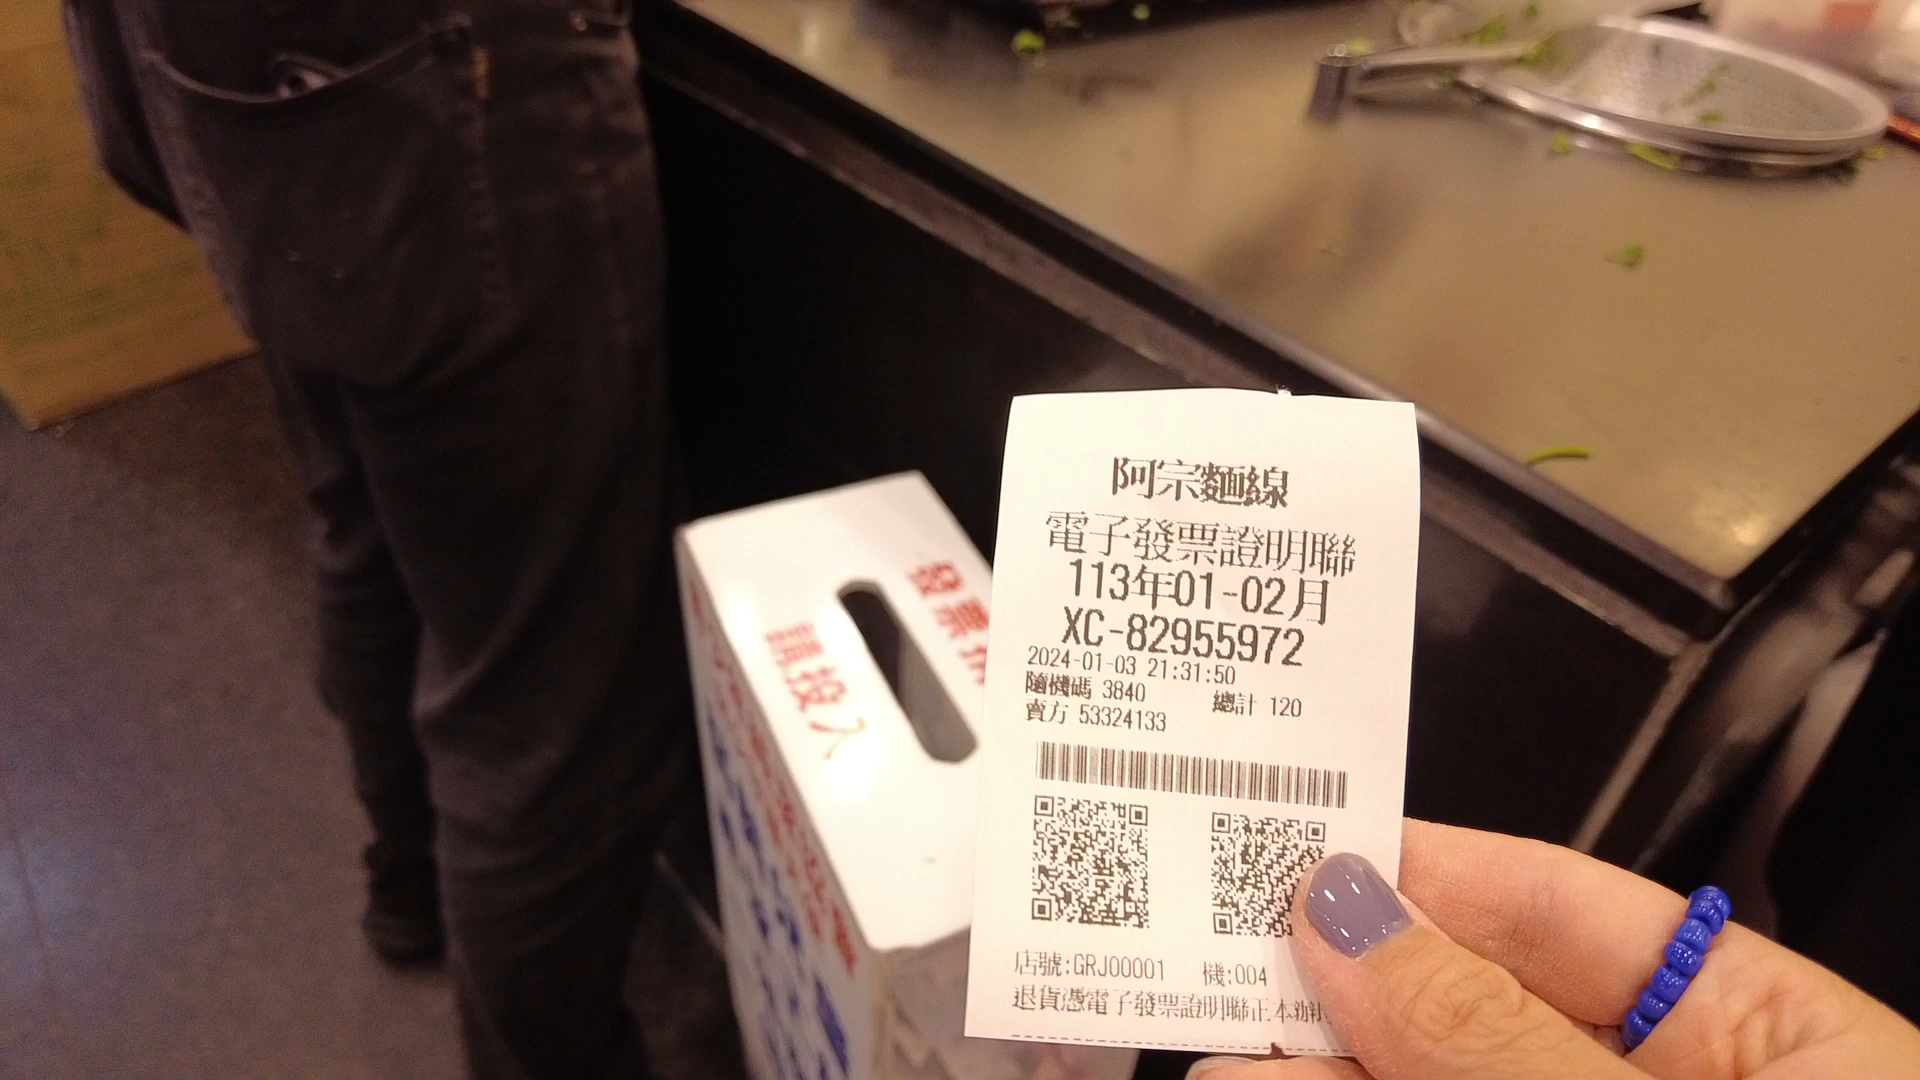 阿宗麵線
電子發票證明聯
113年01-02月
XC-82955972
2024-01-03 21:31:50
隨機碼 3840 總計 120
賣方 53324133
店號:GRJ00001 機:004
退貨憑電子發票證明聯正本辦
發票
請投入